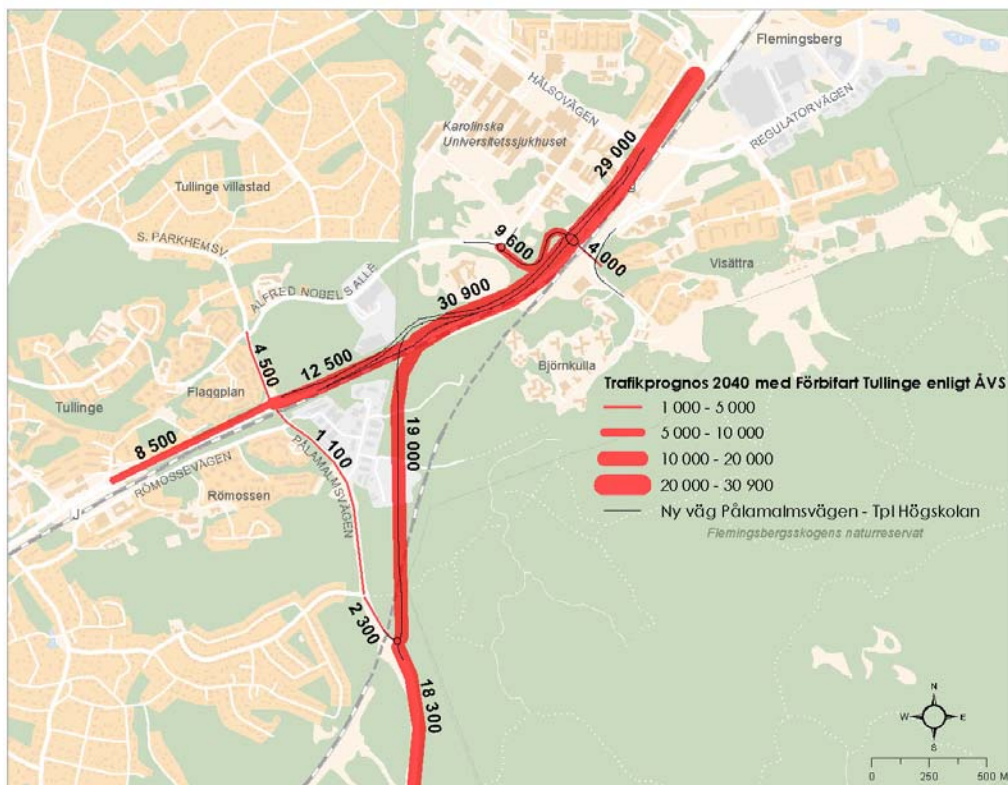 Flemingsberg
HÄLSOVÄGEN
REGULATORVÄGEN
Karolinska
Universitetssjukhuset
29 000
Tullinge villastad
S. PARKHEMSV.
9 600
4 000
Visättra
ALFRED NOBELS ALLÉ
30 900
Björnkulla
4 500
12 500
Flaggplan
Tullinge
8 500
19 000
1 100
RÖMOSSEVÄGEN
Römossen
PÅLAMALMSVÄGEN
Trafikprognos 2040 med Förbifart Tullinge enligt ÅVS
1 000 - 5 000
5 000 - 10 000
10 000 - 20 000
20 000 - 30 900
Ny väg Pålamalmsvägen - Tpl Högskolan
Flemingsbergsskogens naturreservat
2 300
18 300
N
W E
S
0 250 500 M